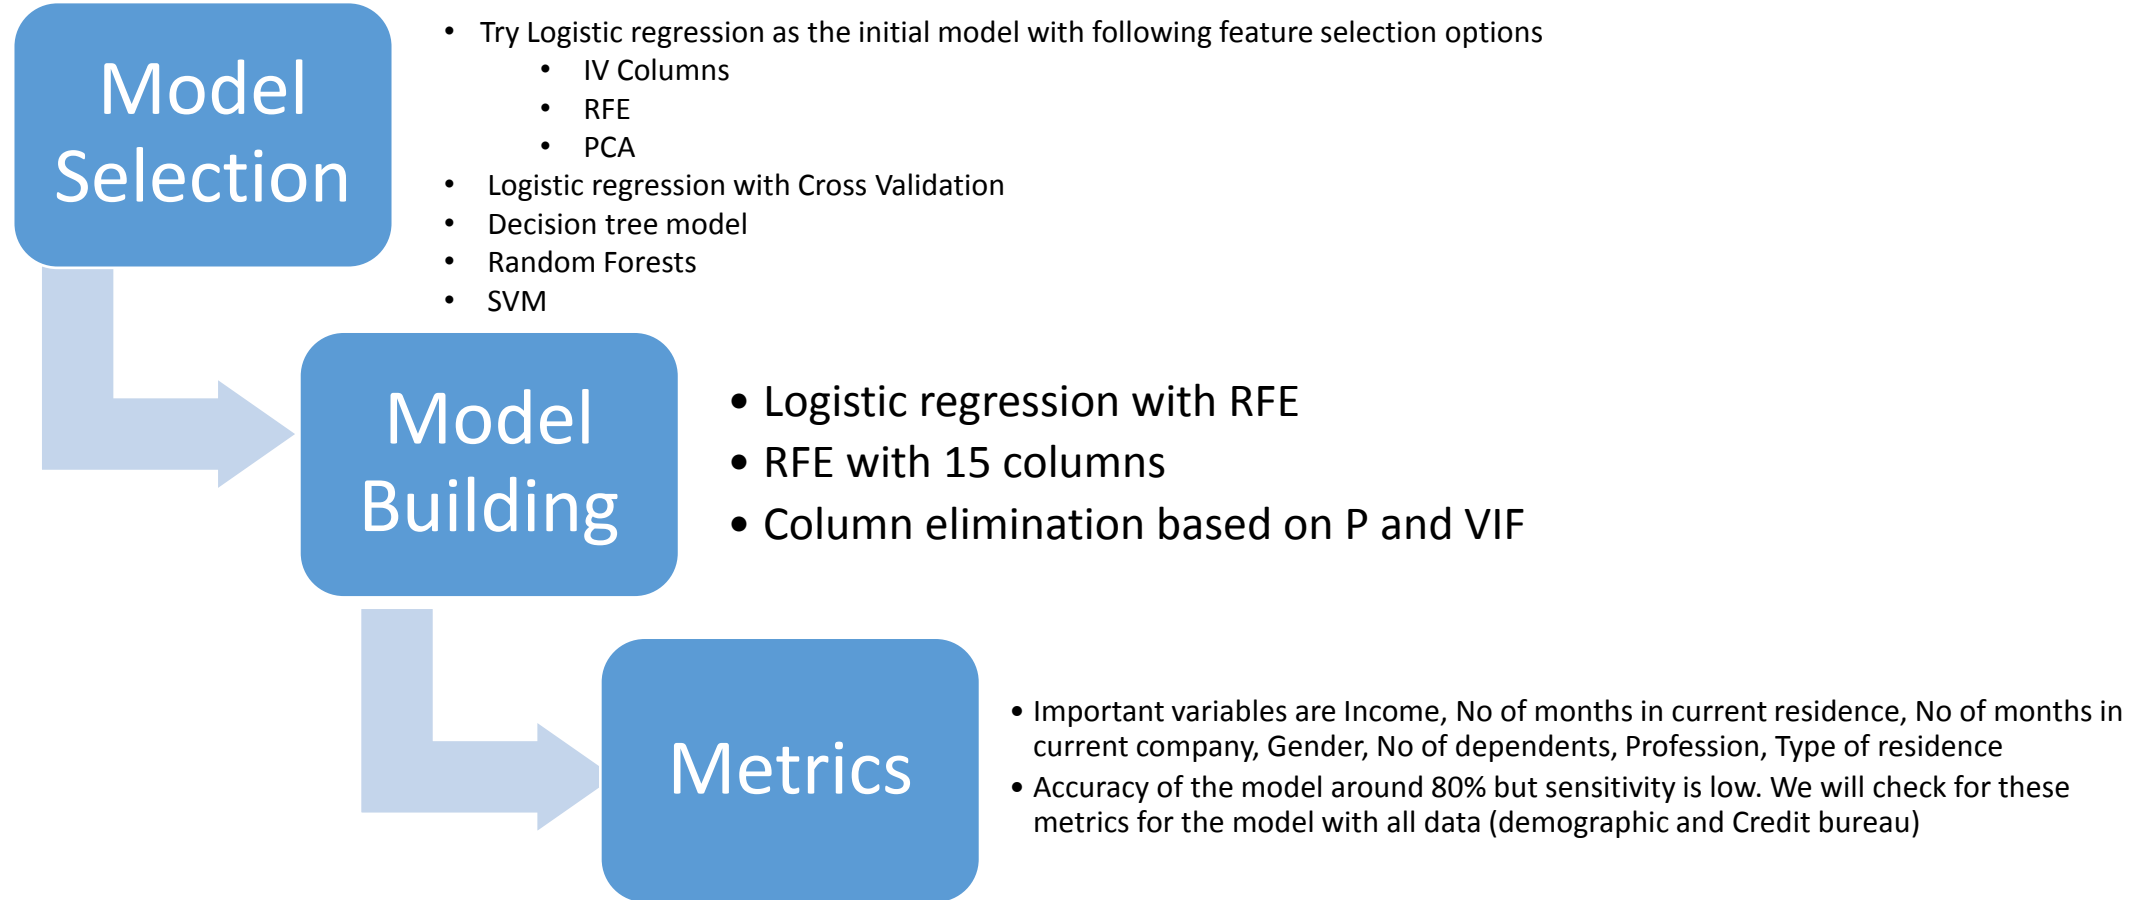 Model
Selection
• Try Logistic regression as the initial model with following feature selection options
• IV Columns
• RFE
• PCA
• Logistic regression with Cross Validation
• Decision tree model
• Random Forests
• SVM
Model
Building
• Logistic regression with RFE
• RFE with 15 columns
• Column elimination based on P and VIF
Metrics
• Important variables are Income, No of months in current residence, No of months in
current company, Gender, No of dependents, Profession, Type of residence
• Accuracy of the model around 80% but sensitivity is low. We will check for these
metrics for the model with all data (demographic and Credit bureau)